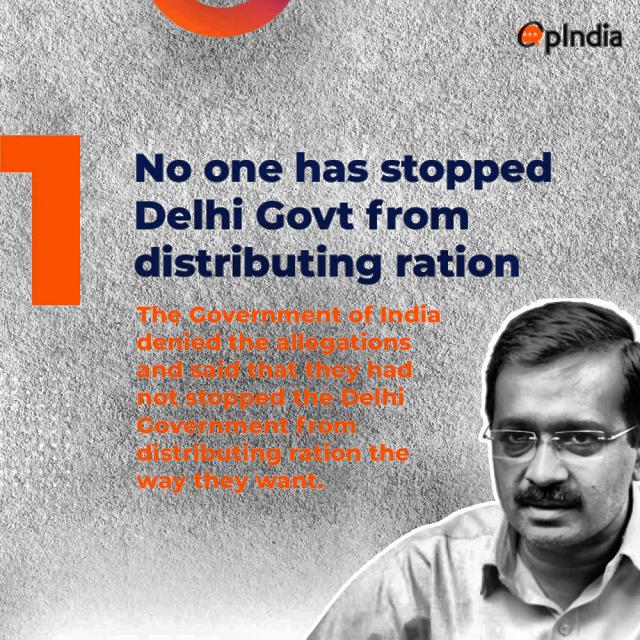 OpIndia
1
No one has stopped
Delhi Govt from
distributing ration
The Government of India
denied the allegations
and said that they had
not stopped the Delhi
Government from
distributing ration the
way they want.